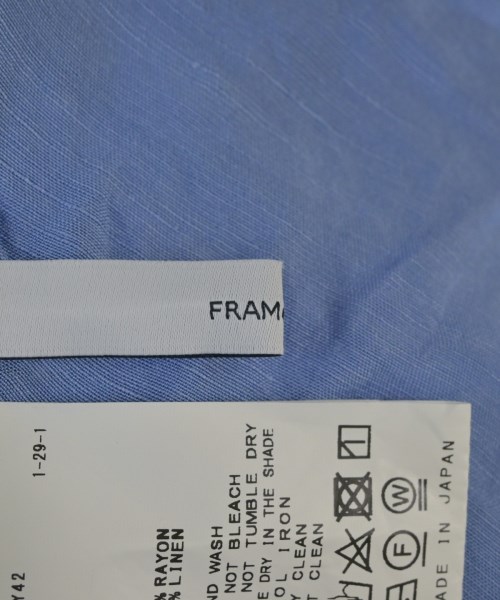 FRAM
1-29-1
Y42
% RAYON
% LINEN
ND WASH
NOT BLEACH
NOT TUMBLE DRY
E DRY IN THE SHADE
OL IRON
Y CLEAN
T CLEAN
W
F
ADE IN JAPAN